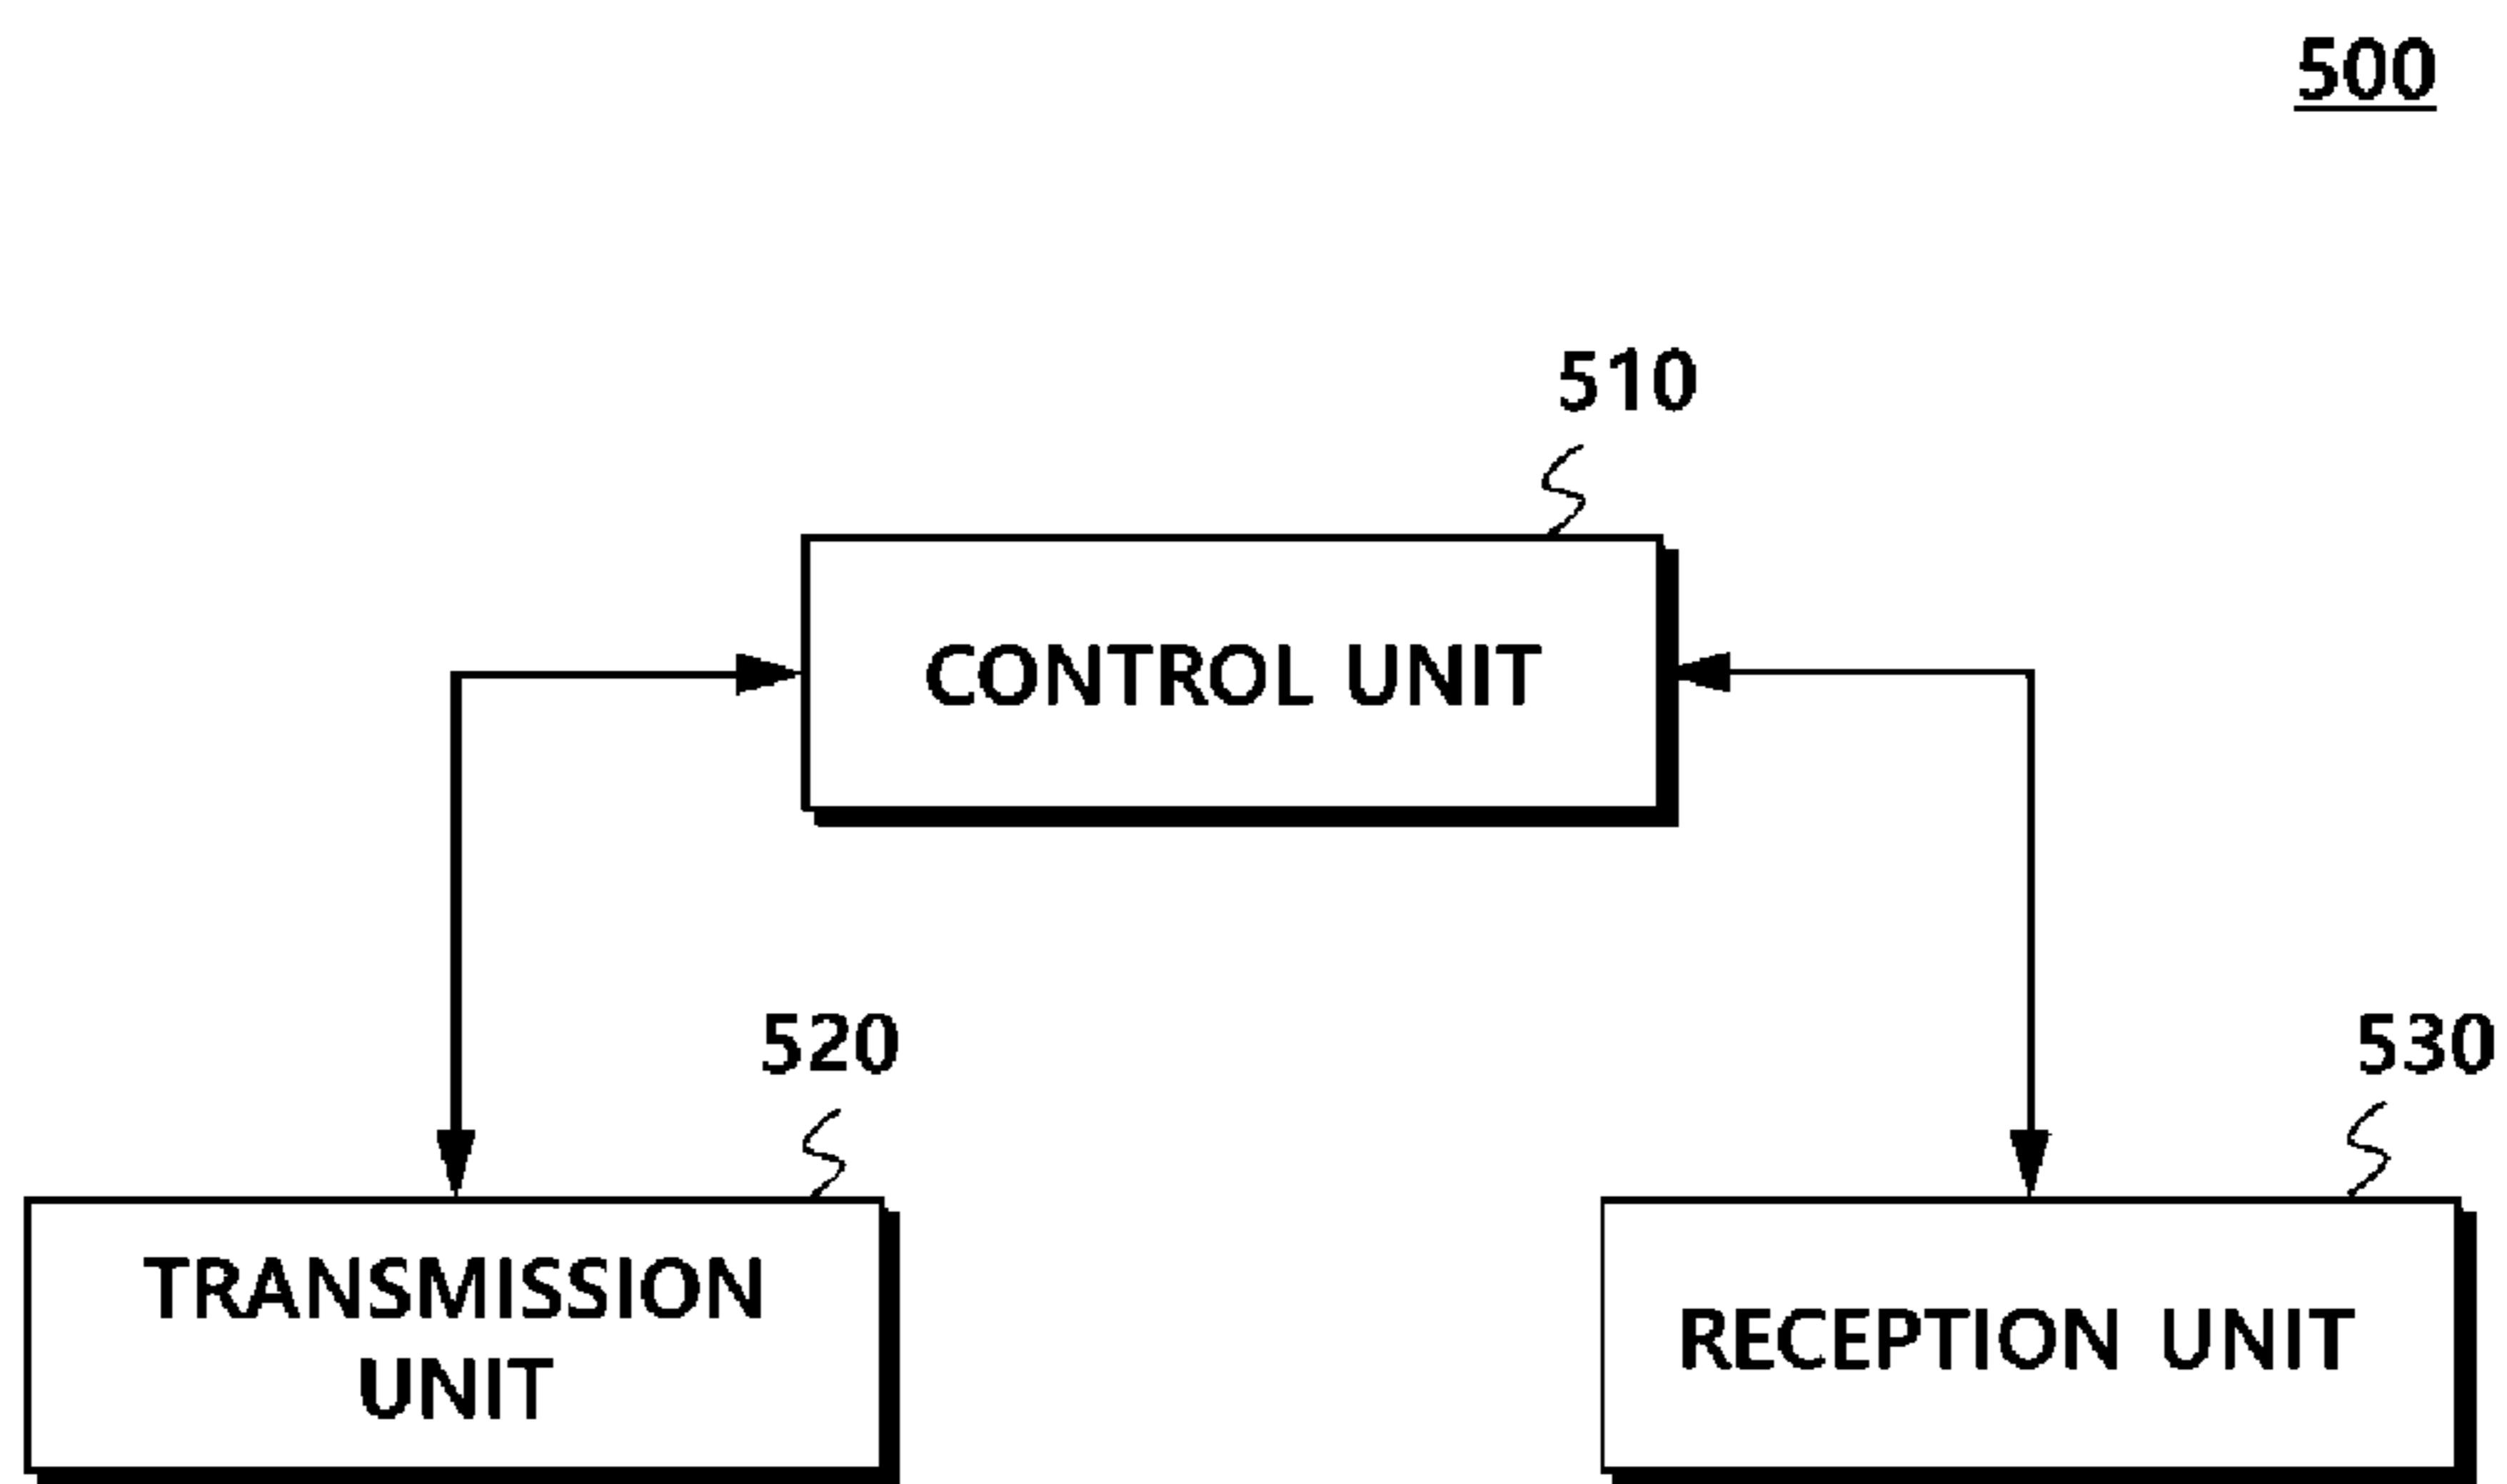 500
510
CONTROL UNIT
520
530
TRANSMISSION
UNIT
RECEPTION UNIT